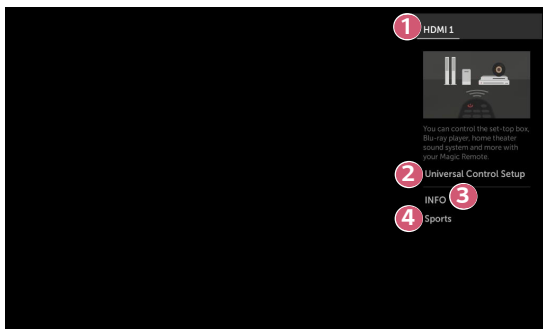 1 HDMI 1
You can control the set-top box,
Blu-ray player, home theater
sound system and more with
your Magic Remote.
2 Universal Control Setup
INFO 3
4 Sports